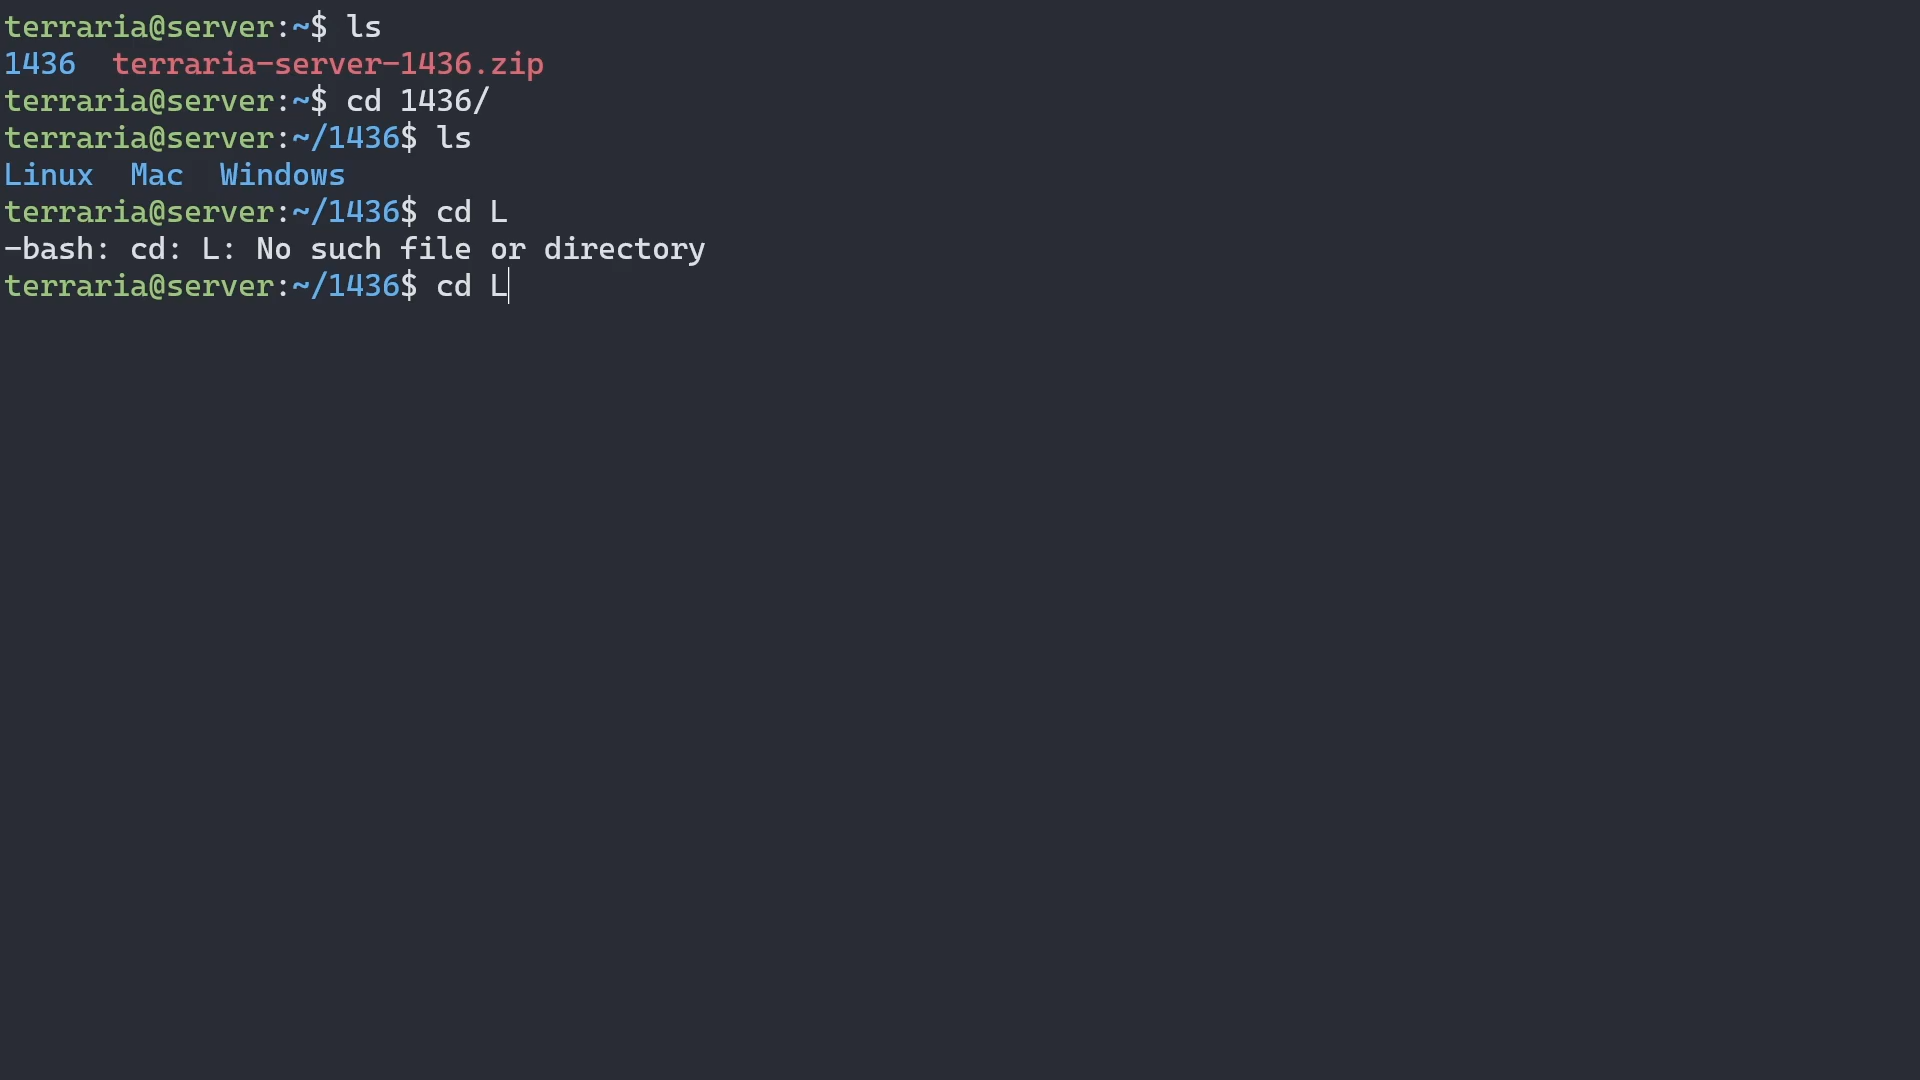 terraria@server:~$ ls
1436  terraria-server-1436.zip
terraria@server:~$ cd 1436/
terraria@server:~/1436$ ls
Linux  Mac  Windows
terraria@server:~/1436$ cd L
-bash: cd: L: No such file or directory
terraria@server:~/1436$ cd L